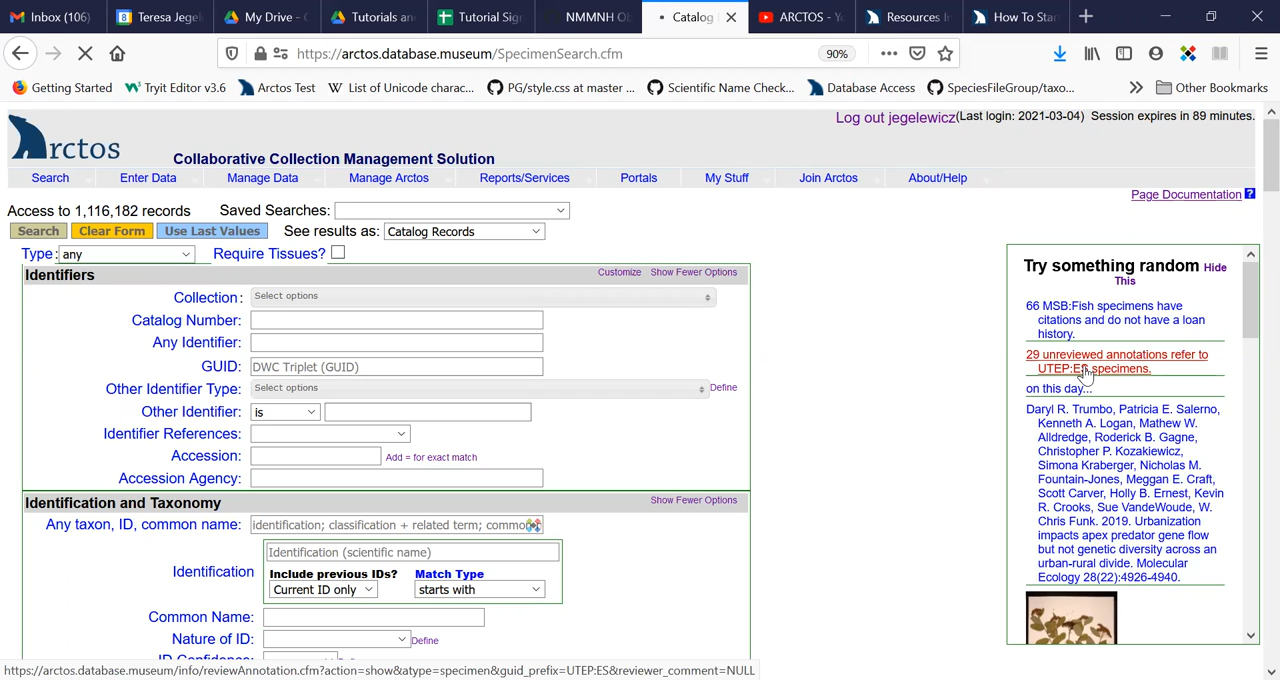 Inbox (106)
Teresa Jegel
My Drive -
Tutorials an
Tutorial Sig
NMMNH Ob
Catalog
ARCTOS - Yo
Resources In
How To Star
https://arctos.database.museum/SpecimenSearch.cfm
90%
Getting Started
Tryit Editor v3.6
Arctos Test
List of Unicode charac...
PG/style.css at master ...
Scientific Name Check...
Database Access
SpeciesFileGroup/taxo...
Other Bookmarks
Log out jegelewicz(Last login: 2021-03-04) Session expires in 89 minutes.
rctos
Collaborative Collection Management Solution
Search
Enter Data
Manage Data
Manage Arctos
Reports/Services
Portals
My Stuff
Join Arctos
About/Help
Page Documentation ?
Access to 1,116,182 records
Saved Searches:
Search
Clear Form
Use Last Values
See results as: Catalog Records
Type: any
Require Tissues?
Identifiers
Customize
Show Fewer Options
Collection: Select options
Catalog Number:
Any Identifier:
GUID: DWC Triplet (GUID)
Other Identifier Type: Select options
Define
Other Identifier: is
Identifier References:
Accession:
Add = for exact match
Accession Agency:
Identification and Taxonomy
Show Fewer Options
Any taxon, ID, common name: identification; classification + related term; commo
Identification (scientific name)
Identification
Include previous IDs?
Match Type
Current ID only
starts with
Common Name:
Nature of ID:
Define
ID Confidence:
Try something random Hide
This
66 MSB:Fish specimens have
citations and do not have a loan
history.
29 unreviewed annotations refer to
UTEP:ES specimens.
on this day...
Daryl R. Trumbo, Patricia E. Salerno,
Kenneth A. Logan, Mathew W.
Alldredge, Roderick B. Gagne,
Christopher P. Kozakiewicz,
Simona Kraberger, Nicholas M.
Fountain-Jones, Meggan E. Craft,
Scott Carver, Holly B. Ernest, Kevin
R. Crooks, Sue VandeWoude, W.
Chris Funk. 2019. Urbanization
impacts apex predator gene flow
but not genetic diversity across an
urban-rural divide. Molecular
Ecology 28(22):4926-4940.
https://arctos.database.museum/info/reviewAnnotation.cfm?action=show&atype=specimen&guid_prefix=UTEP:ES&reviewer_comment=NULL